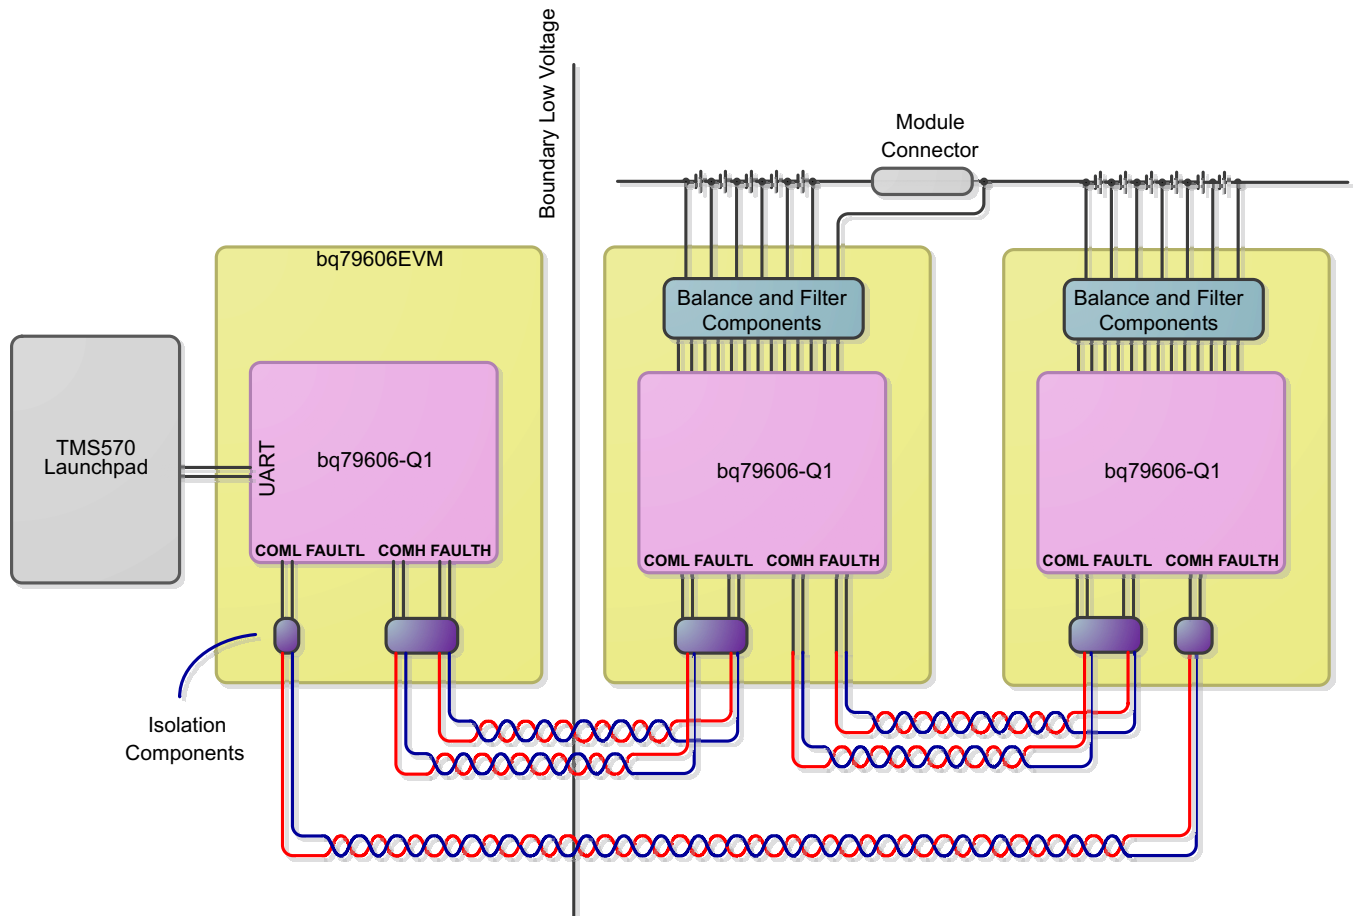 Boundary Low Voltage
Module
Connector
bq79606EVM
Balance and Filter
Components
Balance and Filter
Components
TMS570
Launchpad
UART
bq79606-Q1
bq79606-Q1
bq79606-Q1
COML FAULTL COMH FAULTH
COML FAULTL COMH FAULTH
COML FAULTL COMH FAULTH
Isolation
Components